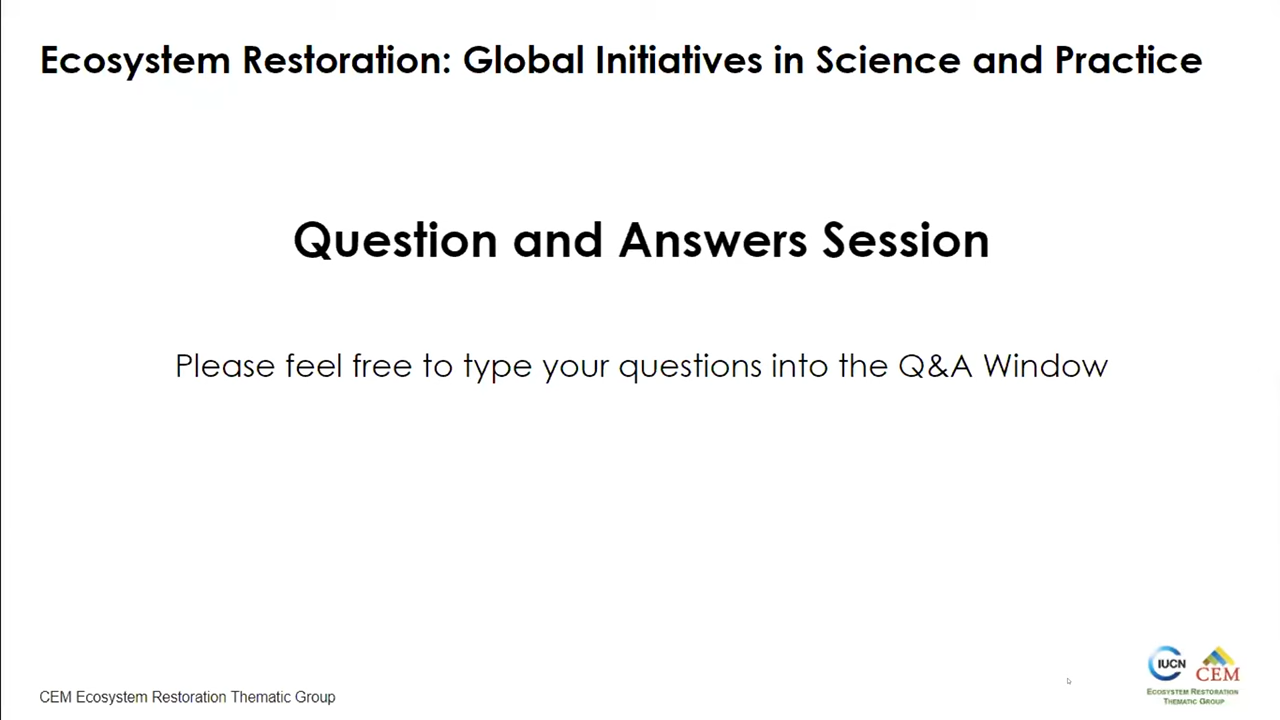 Ecosystem Restoration: Global Initiatives in Science and Practice
Question and Answers Session
Please feel free to type your questions into the Q&A Window
CEM Ecosystem Restoration Thematic Group
IUCN
CEM
ECOSYSTEM RESTORATION
THEMATIC GROUP